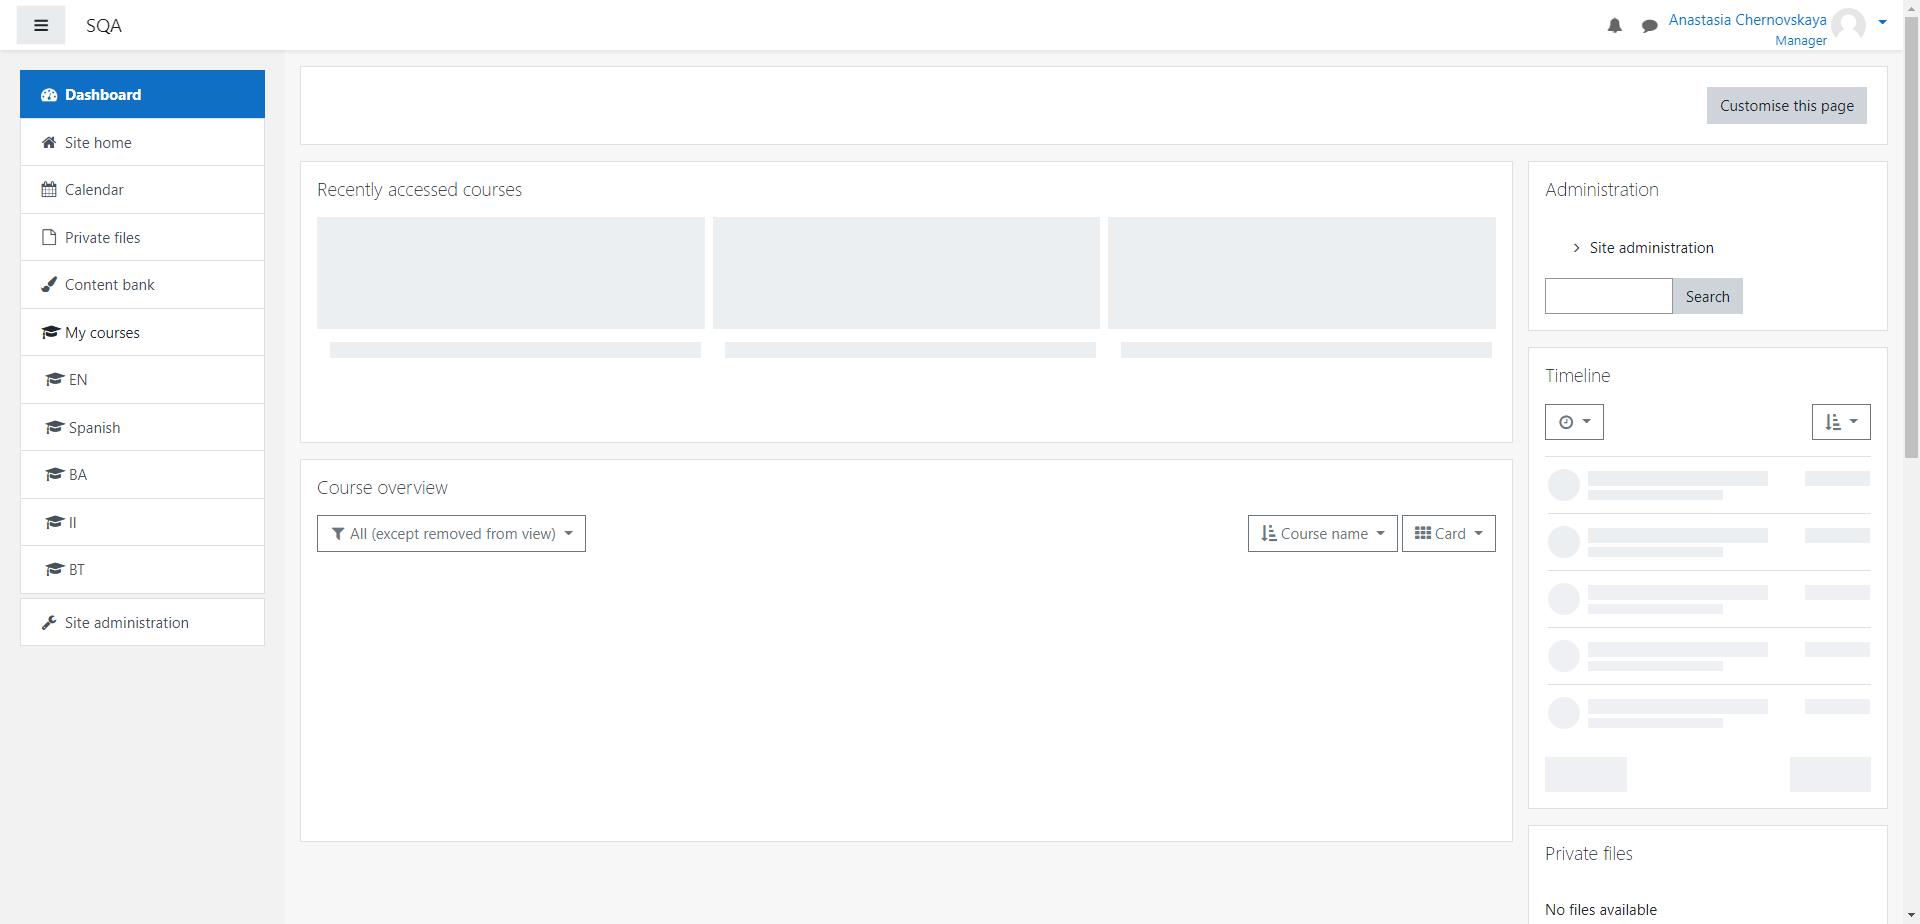 SQA
Anastasia Chernovskaya
Manager
Dashboard
Site home
Calendar
Private files
Content bank
My courses
EN
Spanish
BA
II
BT
Site administration
Customise this page
Recently accessed courses
Course overview
All (except removed from view)
Course name
Card
Administration
Site administration
Search
Timeline
Private files
No files available